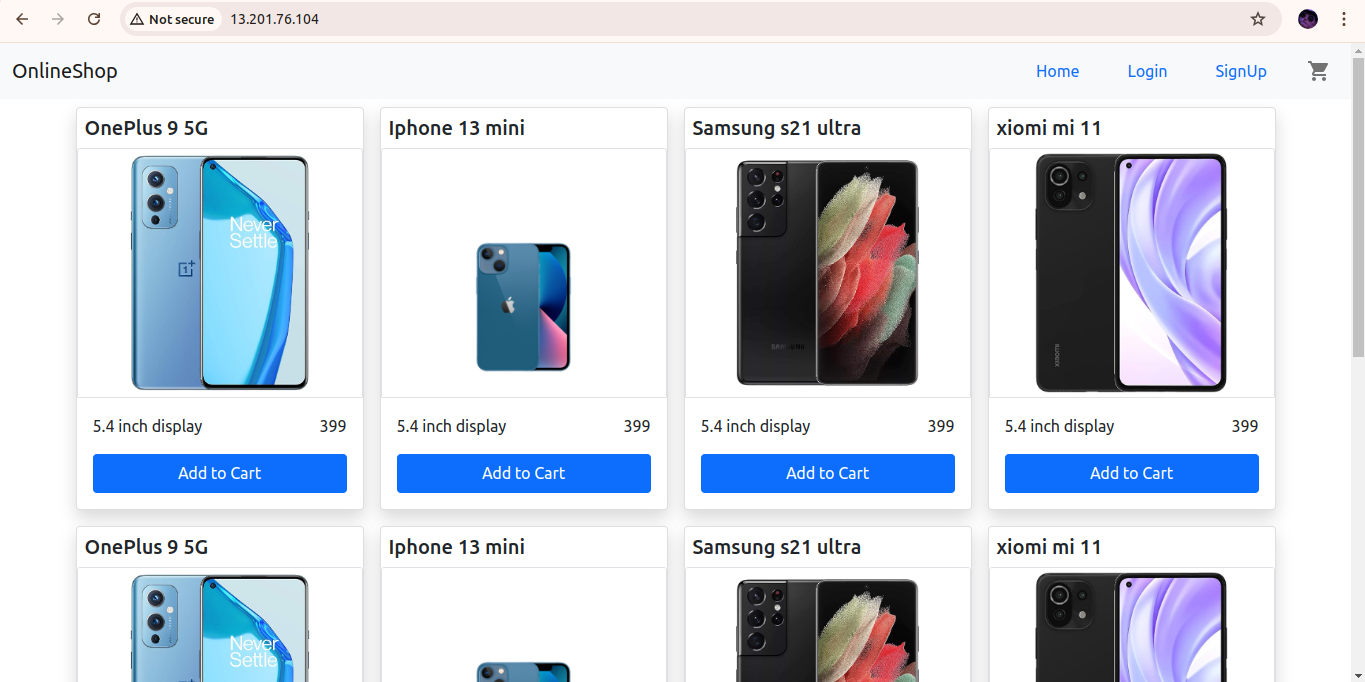 Not secure 13.201.76.104
OnlineShop Home Login SignUp
OnePlus 9 5G Iphone 13 mini Samsung s21 ultra xiomi mi 11
Never
Settle
SAMSUNG
XIAOMI
5.4 inch display 399 5.4 inch display 399 5.4 inch display 399 5.4 inch display 399
Add to Cart Add to Cart Add to Cart Add to Cart
OnePlus 9 5G Iphone 13 mini Samsung s21 ultra xiomi mi 11
Never
Settle